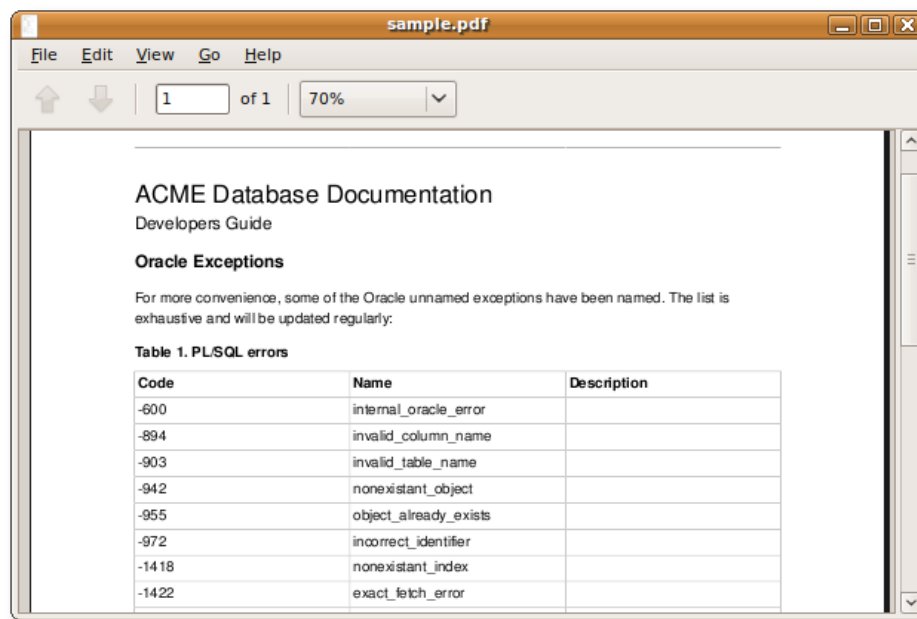 sample.pdf
File Edit View Go Help
1 of 1 70%
ACME Database Documentation
Developers Guide
Oracle Exceptions
For more convenience, some of the Oracle unnamed exceptions have been named. The list is
exhaustive and will be updated regularly:
Table 1. PL/SQL errors
Code Name Description
-600 internal_oracle_error
-894 invalid_column_name
-903 invalid_table_name
-942 nonexistant_object
-955 object_already_exists
-972 incorrect_identifier
-1418 nonexistant_index
-1422 exact_fetch_error